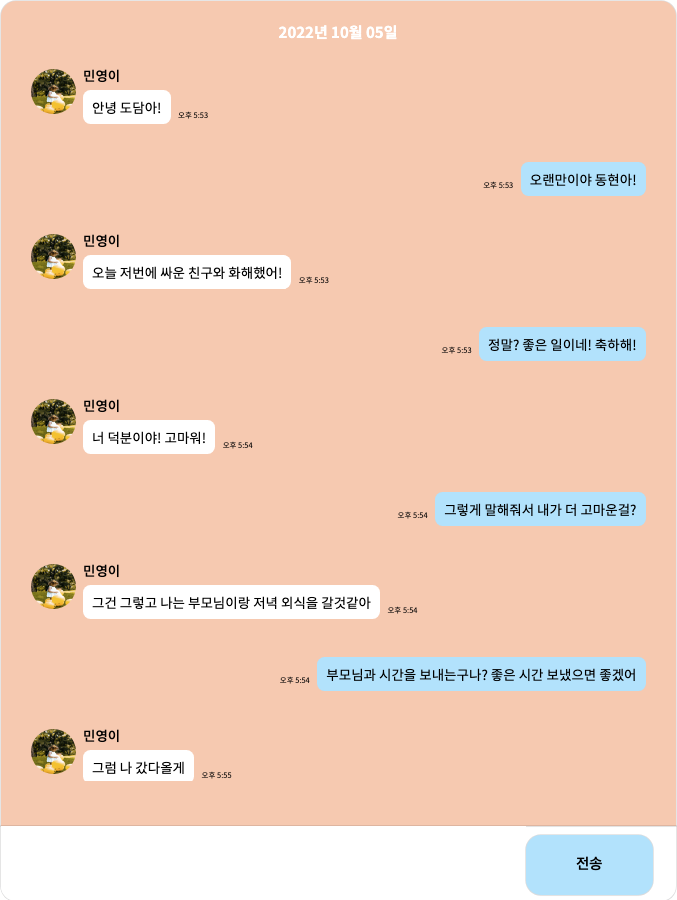 2022년 10월 05일
민영이
안녕 도담아!
오후 5:53
오후 5:53
오랜만이야 동현아!
민영이
오늘 저번에 싸운 친구와 화해했어!
오후 5:53
오후 5:53
정말? 좋은 일이네! 축하해!
민영이
너 덕분이야! 고마워!
오후 5:54
오후 5:54
그렇게 말해줘서 내가 더 고마운걸?
민영이
그건 그렇고 나는 부모님이랑 저녁 외식을 갈것같아
오후 5:54
오후 5:54
부모님과 시간을 보내는구나? 좋은 시간 보냈으면 좋겠어
민영이
그럼 나 갔다올게
오후 5:55
전송